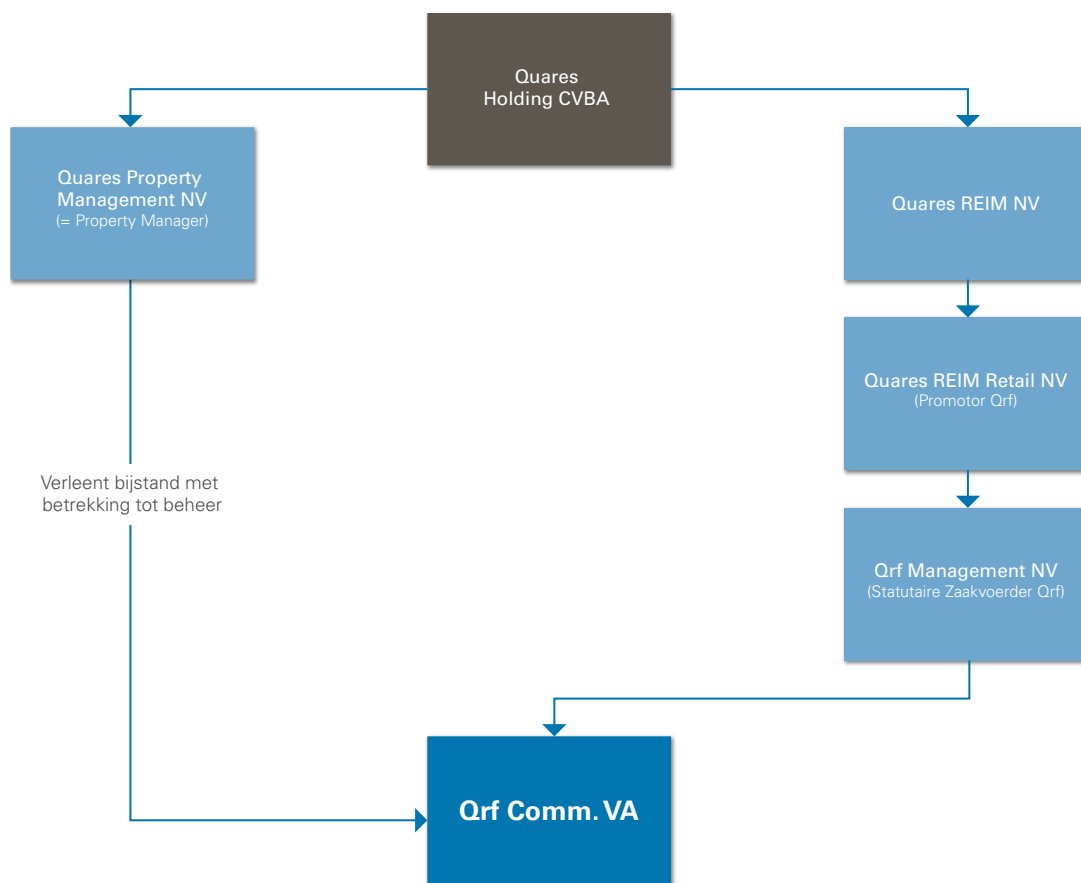 Quares
Holding CVBA
Quares Property
Management NV
(= Property Manager)
Quares REIM NV
Quares REIM Retail NV
(Promotor Qrf)
Verleent bijstand met
betrekking tot beheer
Qrf Management NV
(Statutaire Zaakvoerder Qrf)
Qrf Comm. VA